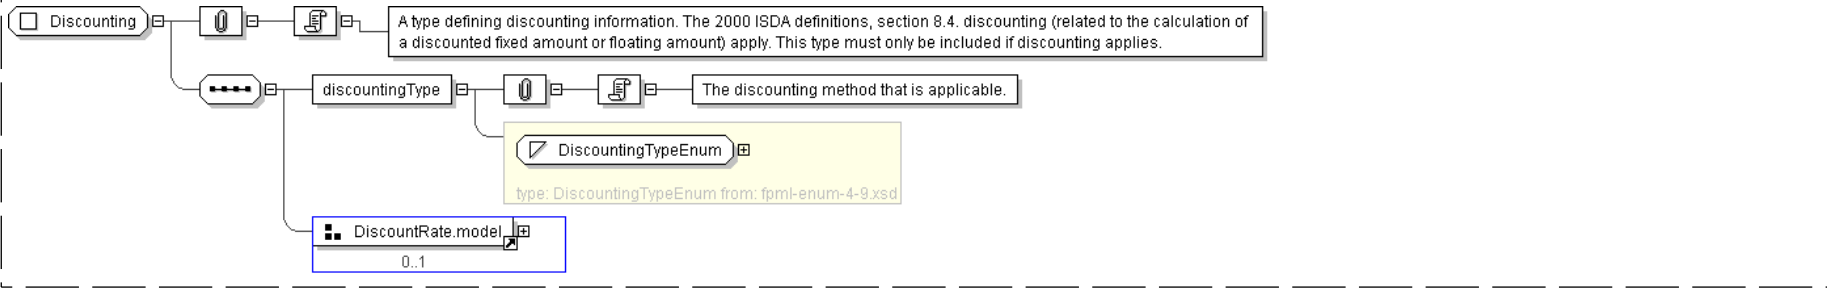 Discounting
A type defining discounting information. The 2000 ISDA definitions, section 8.4. discounting (related to the calculation of
a discounted fixed amount or floating amount) apply. This type must only be included if discounting applies.
discountingType
The discounting method that is applicable.
DiscountingTypeEnum
type: DiscountingTypeEnum from: fpml-enum-4-9.xsd
DiscountRate.model
0..1